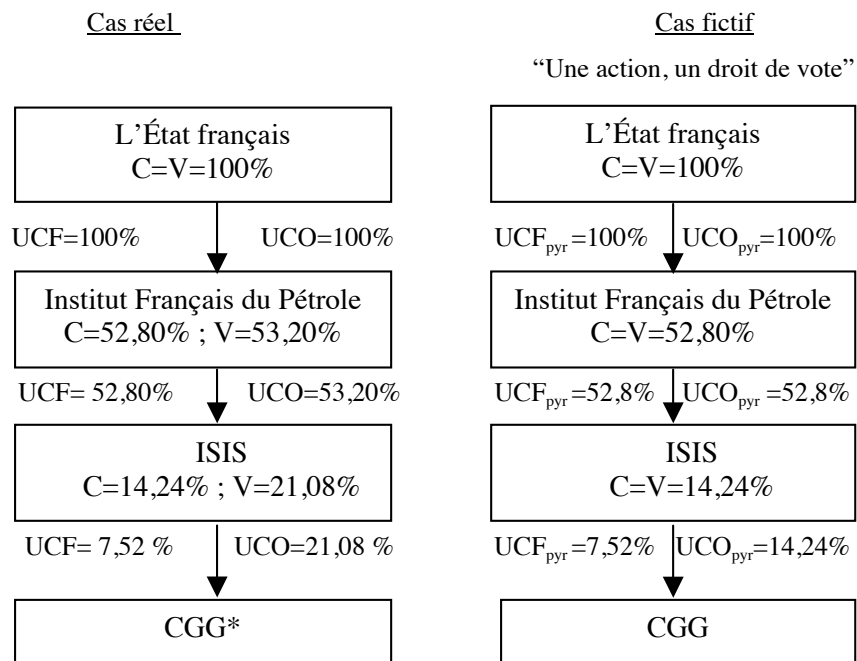 Cas réel
L'État français
C=V=100%
UCF=100% UCO=100%
Institut Français du Pétrole
C=52,80% ; V=53,20%
UCF= 52,80% UCO=53,20%
ISIS
C=14,24% ; V=21,08%
UCF= 7,52 % UCO=21,08 %
CGG*
Cas fictif
“Une action, un droit de vote”
L'État français
C=V=100%
UCFpyr=100% UCOpyr=100%
Institut Français du Pétrole
C=V=52,80%
UCFpyr=52,8% UCOpyr =52,8%
ISIS
C=V=14,24%
UCFpyr=7,52% UCOpyr=14,24%
CGG